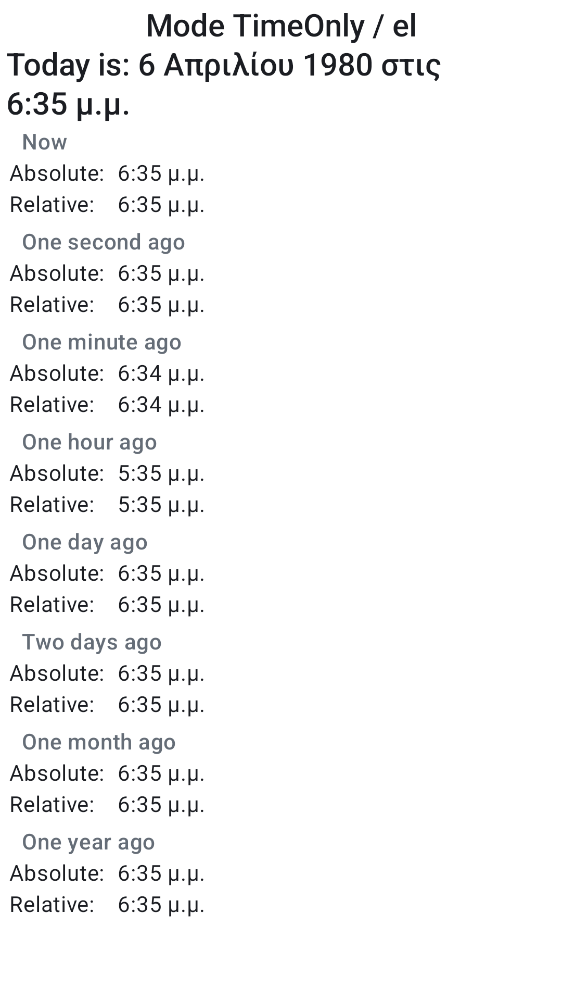 Mode TimeOnly / el
Today is: 6 Απριλίου 1980 στις
6:35 μ.μ.
Now
Absolute: 6:35 μ.μ.
Relative: 6:35 μ.μ.
One second ago
Absolute: 6:35 μ.μ.
Relative: 6:35 μ.μ.
One minute ago
Absolute: 6:34 μ.μ.
Relative: 6:34 μ.μ.
One hour ago
Absolute: 5:35 μ.μ.
Relative: 5:35 μ.μ.
One day ago
Absolute: 6:35 μ.μ.
Relative: 6:35 μ.μ.
Two days ago
Absolute: 6:35 μ.μ.
Relative: 6:35 μ.μ.
One month ago
Absolute: 6:35 μ.μ.
Relative: 6:35 μ.μ.
One year ago
Absolute: 6:35 μ.μ.
Relative: 6:35 μ.μ.